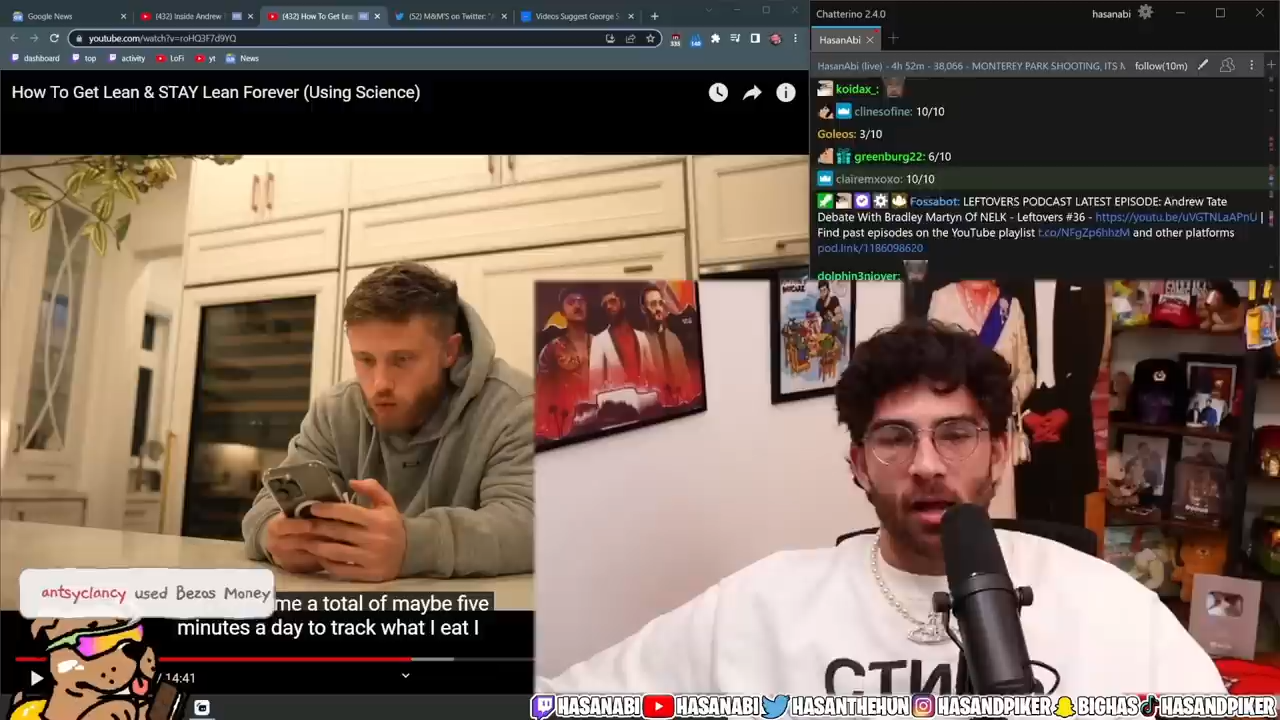 Google News
(432) Inside Andrew
(432) How To Get Lea
(52) M&M'S on Twitter: "
Videos Suggest George S
youtube.com/watch?v=roHQ3F7d9YQ
dashboard
top
activity
LoFi
yt
News
How To Get Lean & STAY Lean Forever (Using Science)
me a total of maybe five
minutes a day to track what I eat I
/ 14:41
antsyclancy used Bezos Money
Chatterino 2.4.0
hasanabi
HasanAbi
HasanAbi (live) - 4h 52m - 38,066 - MONTEREY PARK SHOOTING, ITS M
follow(10m)
koidax_:
clinesofine: 10/10
Goleos: 3/10
greenburg22: 6/10
clairemxoxo: 10/10
Fossabot: LEFTOVERS PODCAST LATEST EPISODE: Andrew Tate
Debate With Bradley Martyn Of NELK - Leftovers #36 - https://youtu.be/uVGTNLaAPnU |
Find past episodes on the YouTube playlist t.co/NFgZp6hhzM and other platforms
pod.link/1186098620
dolphin3njoyer:
СТИ
HASANABI
HASANABI
HASANTHEHUN
HASANDPIKER
BIGHAS
HASANDPIKER